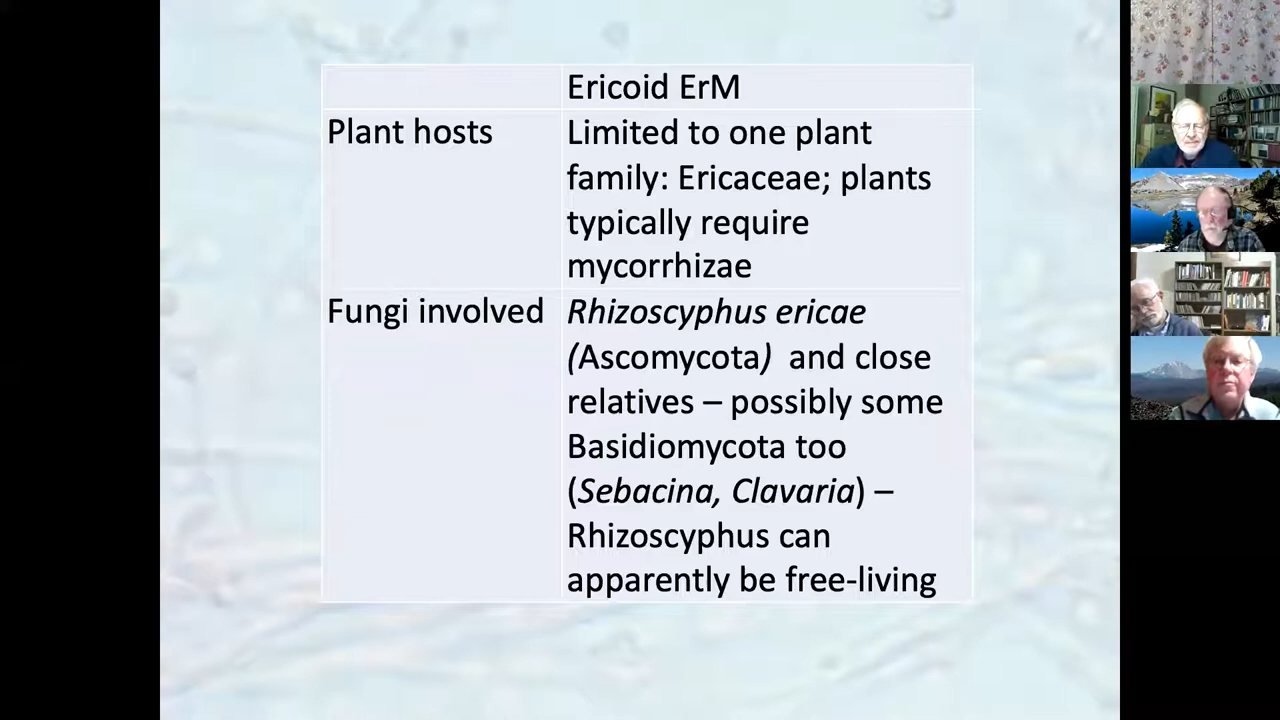 Ericoid ErM
Plant hosts
Limited to one plant
family: Ericaceae; plants
typically require
mycorrhizae
Fungi involved
Rhizoscyphus ericae
(Ascomycota) and close
relatives – possibly some
Basidiomycota too
(Sebacina, Clavaria) –
Rhizoscyphus can
apparently be free-living